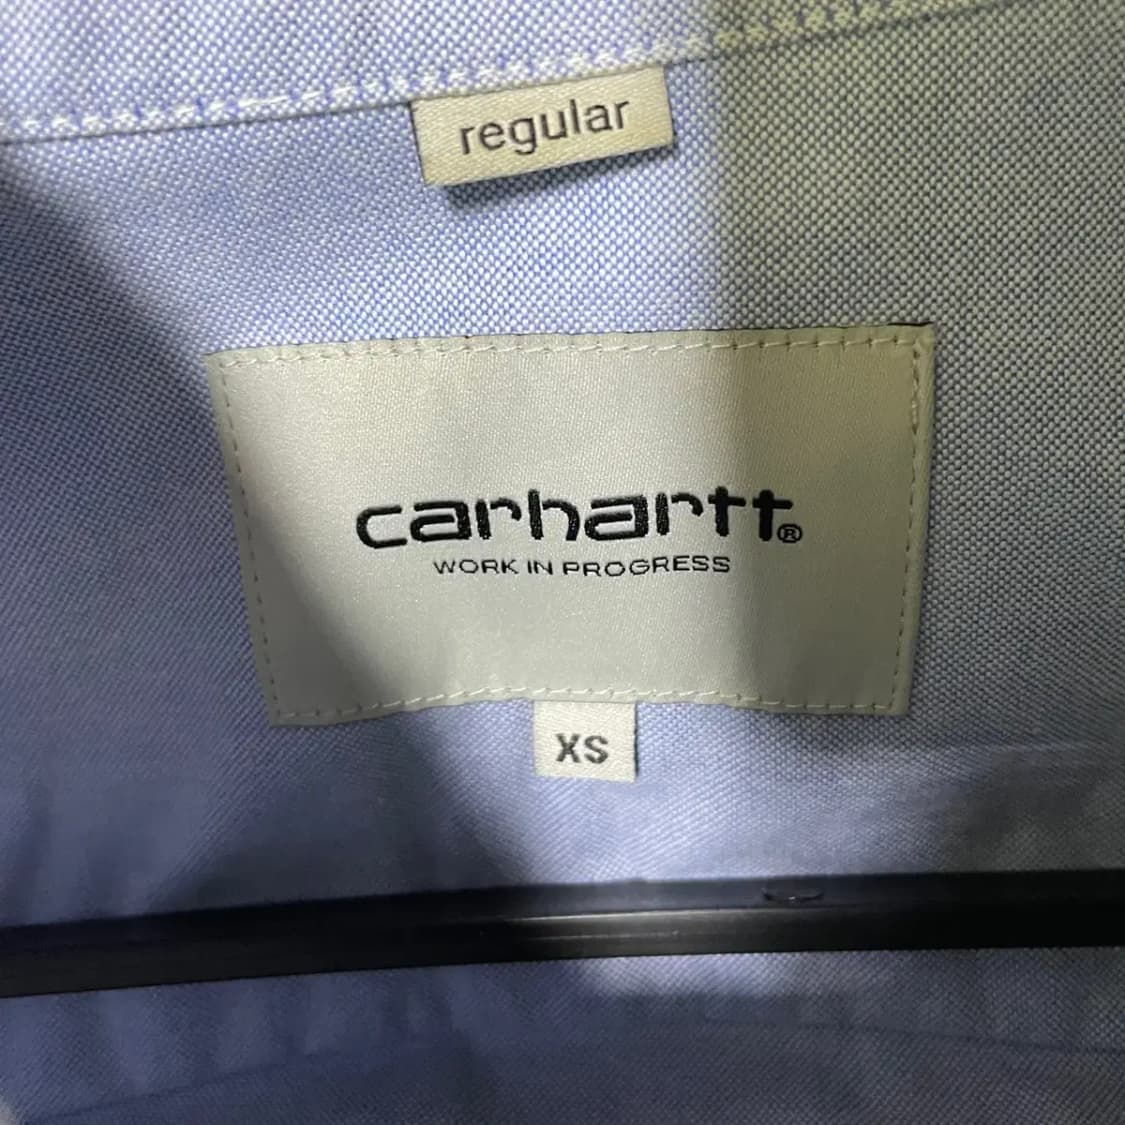 regular
carhartt®
WORK IN PROGRESS
XS